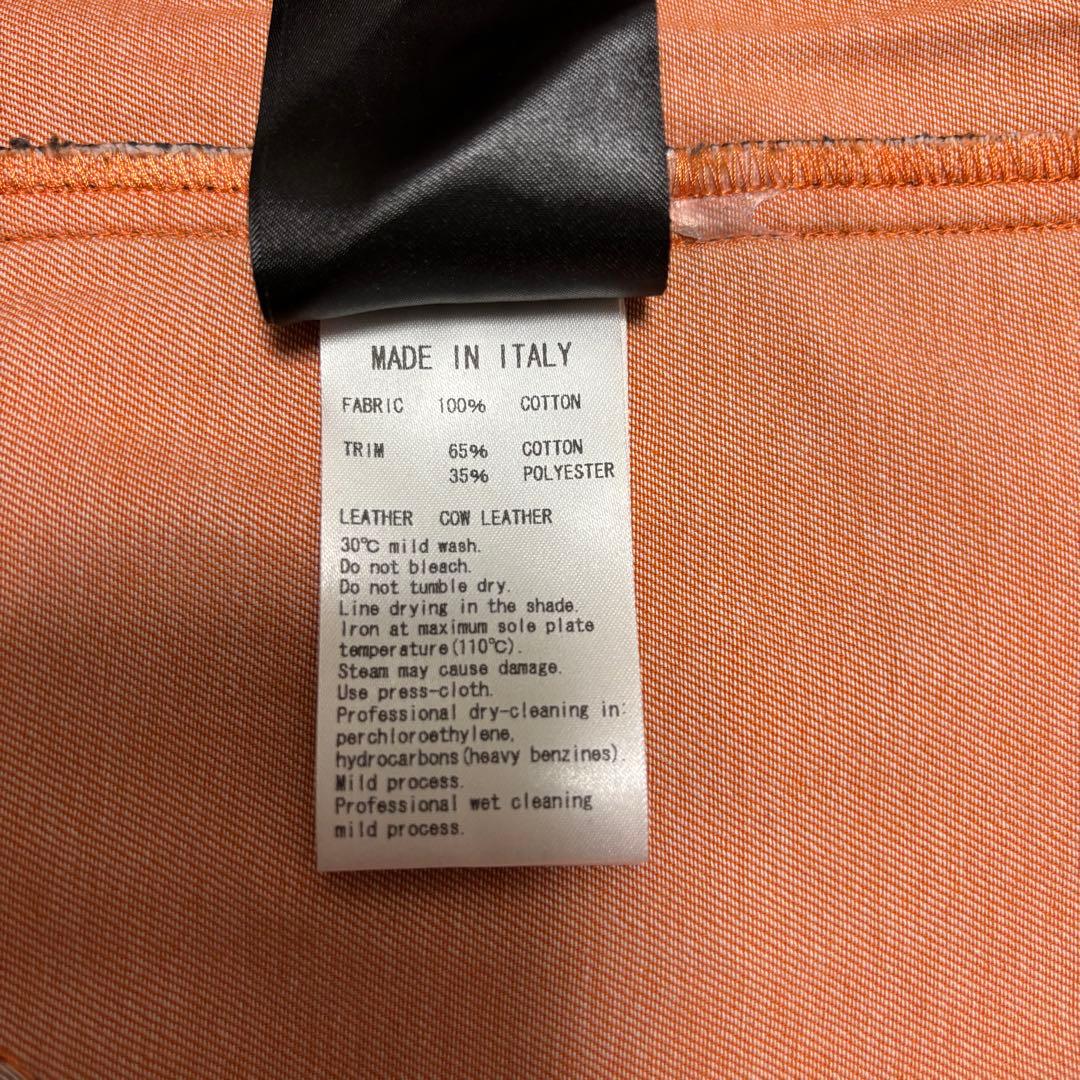 MADE IN ITALY
FABRIC 100% COTTON
TRIM 65% COTTON
35% POLYESTER
LEATHER COW LEATHER
30℃ mild wash.
Do not bleach.
Do not tumble dry.
Line drying in the shade.
Iron at maximum sole plate
temperature(110℃).
Steam may cause damage.
Use press-cloth.
Professional dry-cleaning in:
perchloroethylene,
hydrocarbons(heavy benzines).
Mild process.
Professional wet cleaning
mild process.